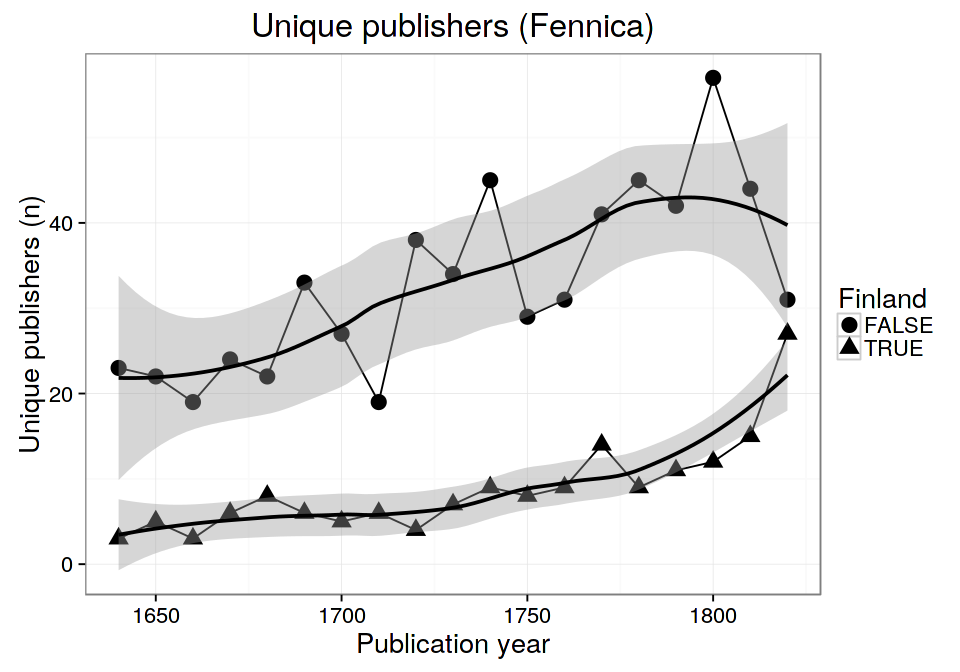 Unique publishers (Fennica)
Unique publishers (n)
40
20
0
1650
1700
1750
1800
Publication year
Finland
FALSE
TRUE